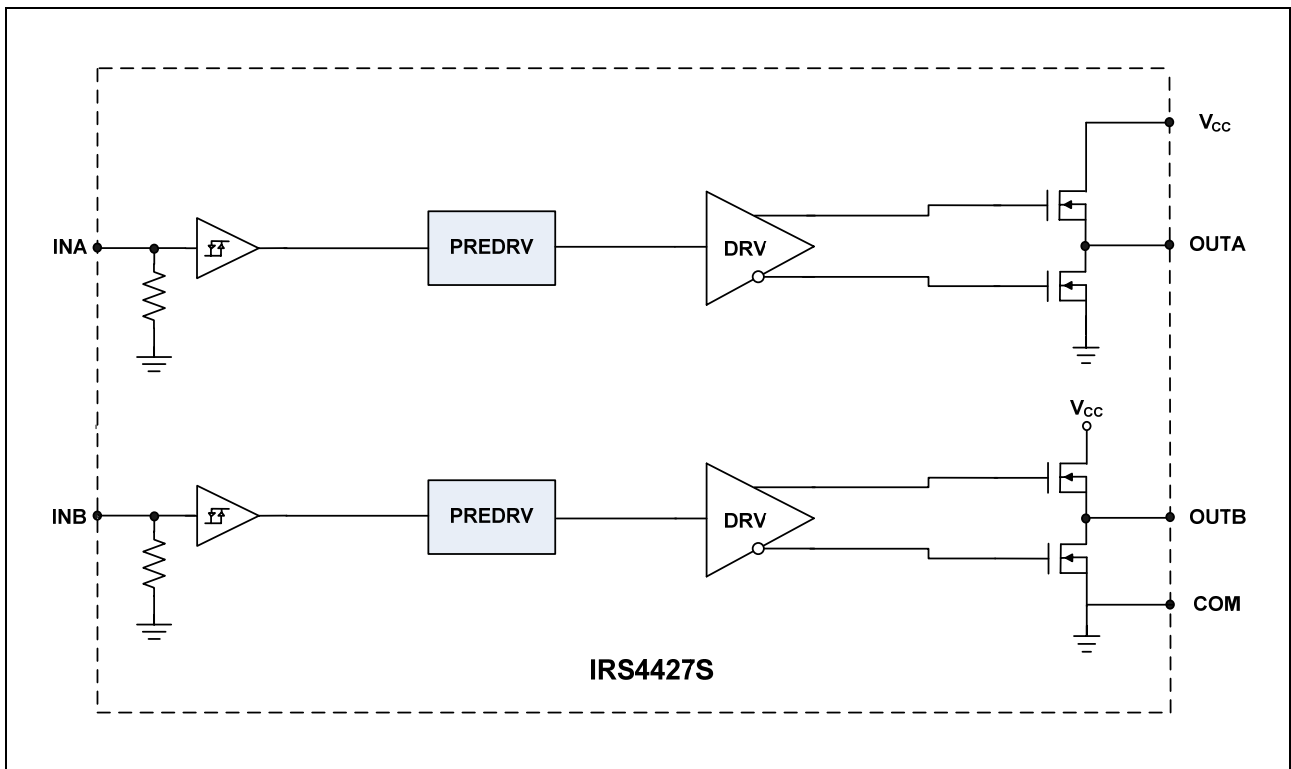 VCC
INA
PREDRV
DRV
OUTA
VCC
INB
PREDRV
DRV
OUTB
COM
IRS4427S